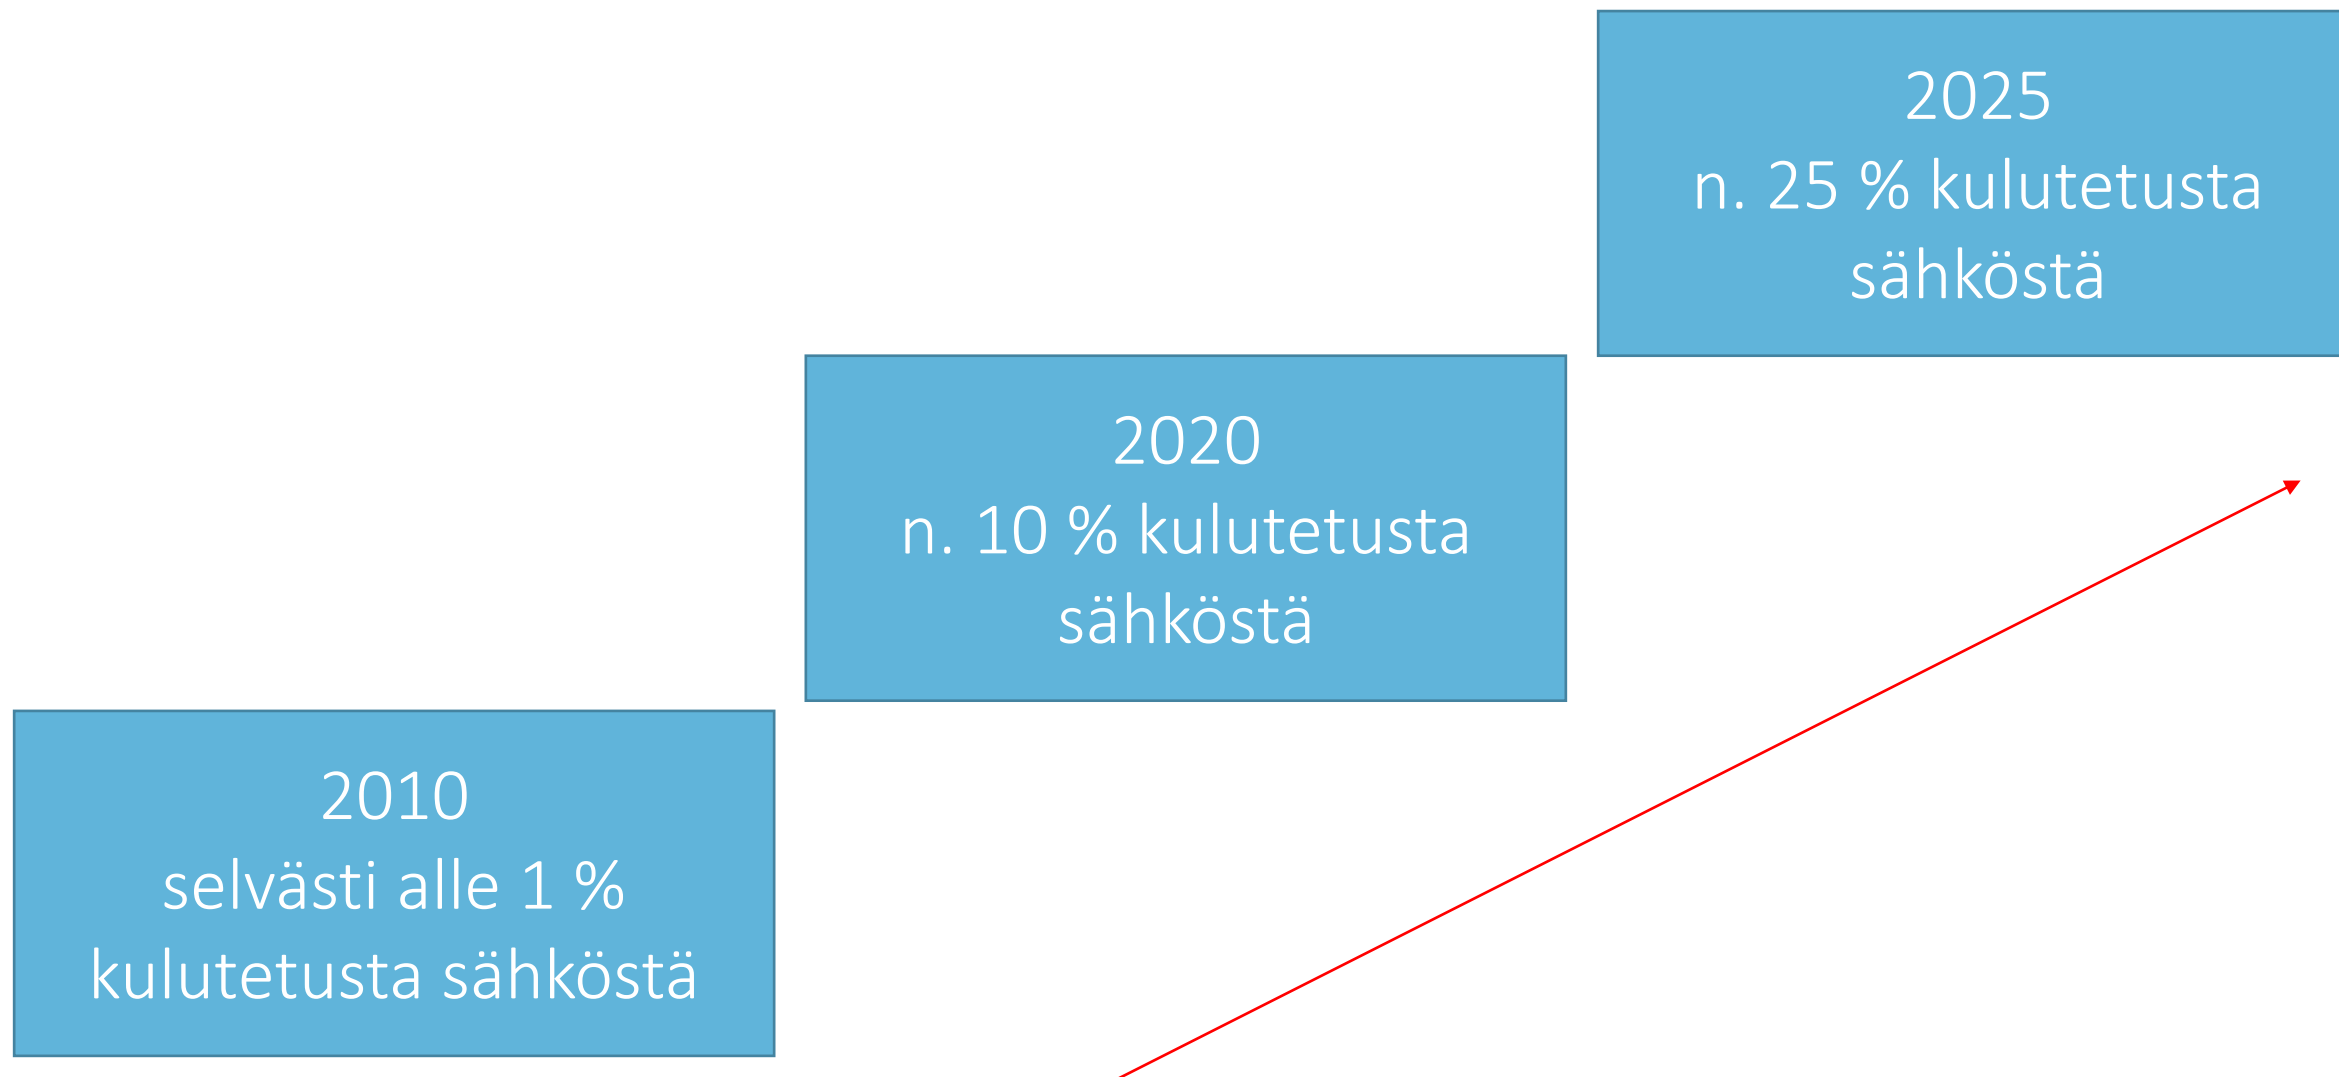 2025
n. 25 % kulutetusta
sähköstä
2020
n. 10 % kulutetusta
sähköstä
2010
selvästi alle 1 %
kulutetusta sähköstä